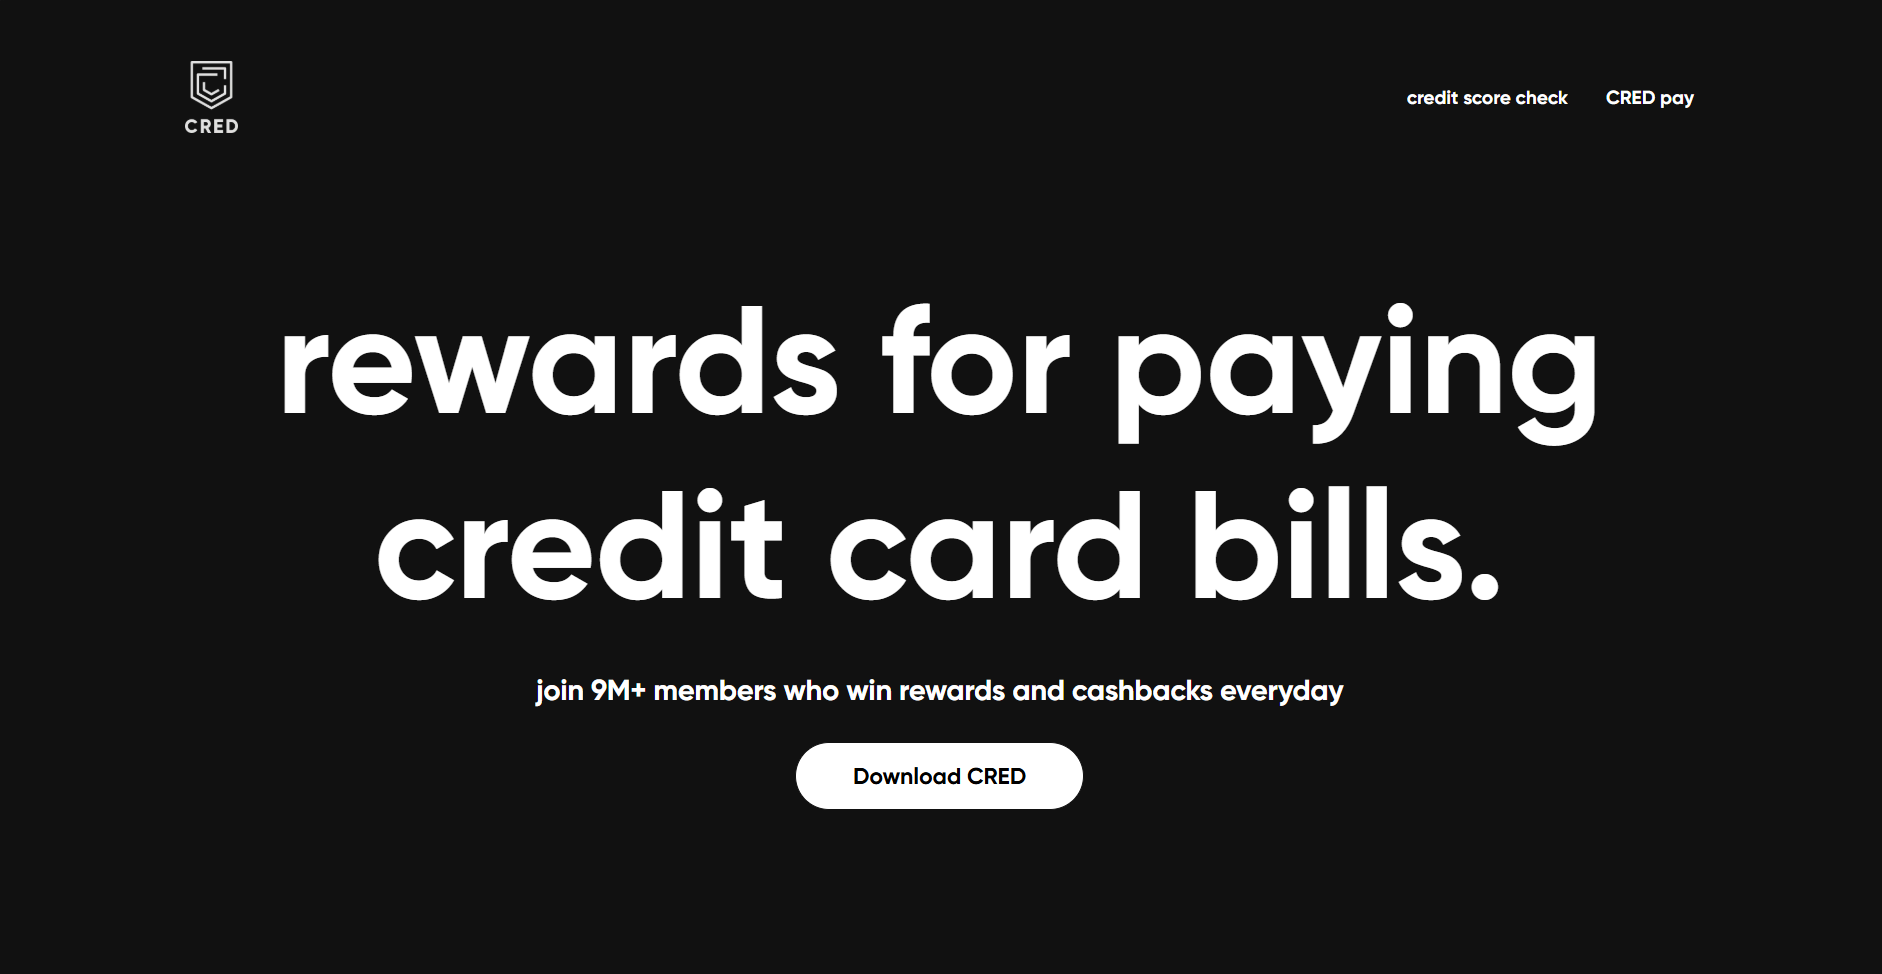 CRED
credit score check
CRED pay
rewards for paying
credit card bills.
join 9M+ members who win rewards and cashbacks everyday
Download CRED